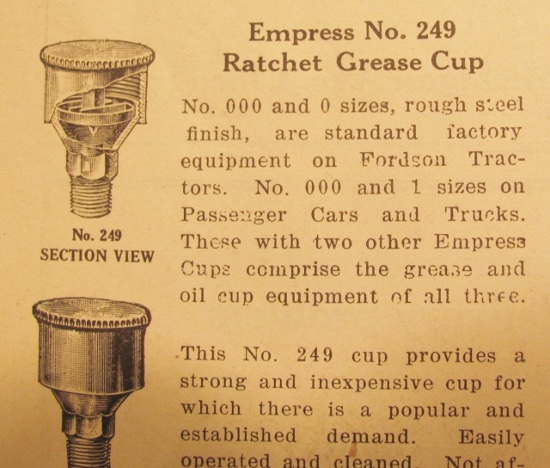 Empress No. 249
Ratchet Grease Cup
No. 000 and 0 sizes, rough steel
finish, are standard factory
equipment on Fordson Trac-
tors. No. 000 and 1 sizes on
Passenger Cars and Trucks.
These with two other Empress
Cups comprise the grease and
oil cup equipment of all three.
No. 249
SECTION VIEW
This No. 249 cup provides a
strong and inexpensive cup for
which there is a popular and
established demand. Easily
operated and cleaned. Not af-